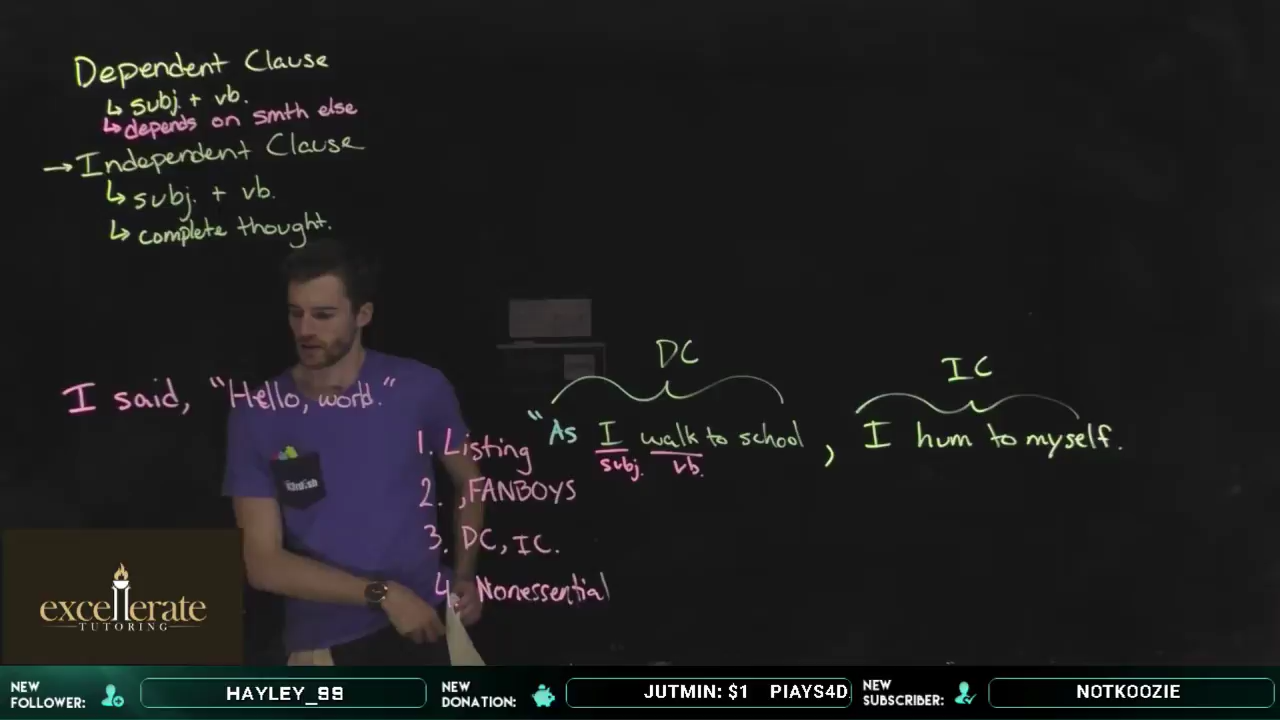 Dependent Clause
↳ subj. + vb.
↳ depends on smth else
→ Independent Clause
↳ subj. + vb.
↳ complete thought.
DC
IC
I said, "Hello, world."
"As I walk to school, I hum to myself.
subj. vb.
1. Listing
2. ,FANBOYS
3. DC, IC.
4. Nonessential
excellerate
TUTORING
NEW FOLLOWER: HAYLEY_99
NEW DONATION: JUTMIN: $1 PIAYS4D
NEW SUBSCRIBER: NOTKOOZIE